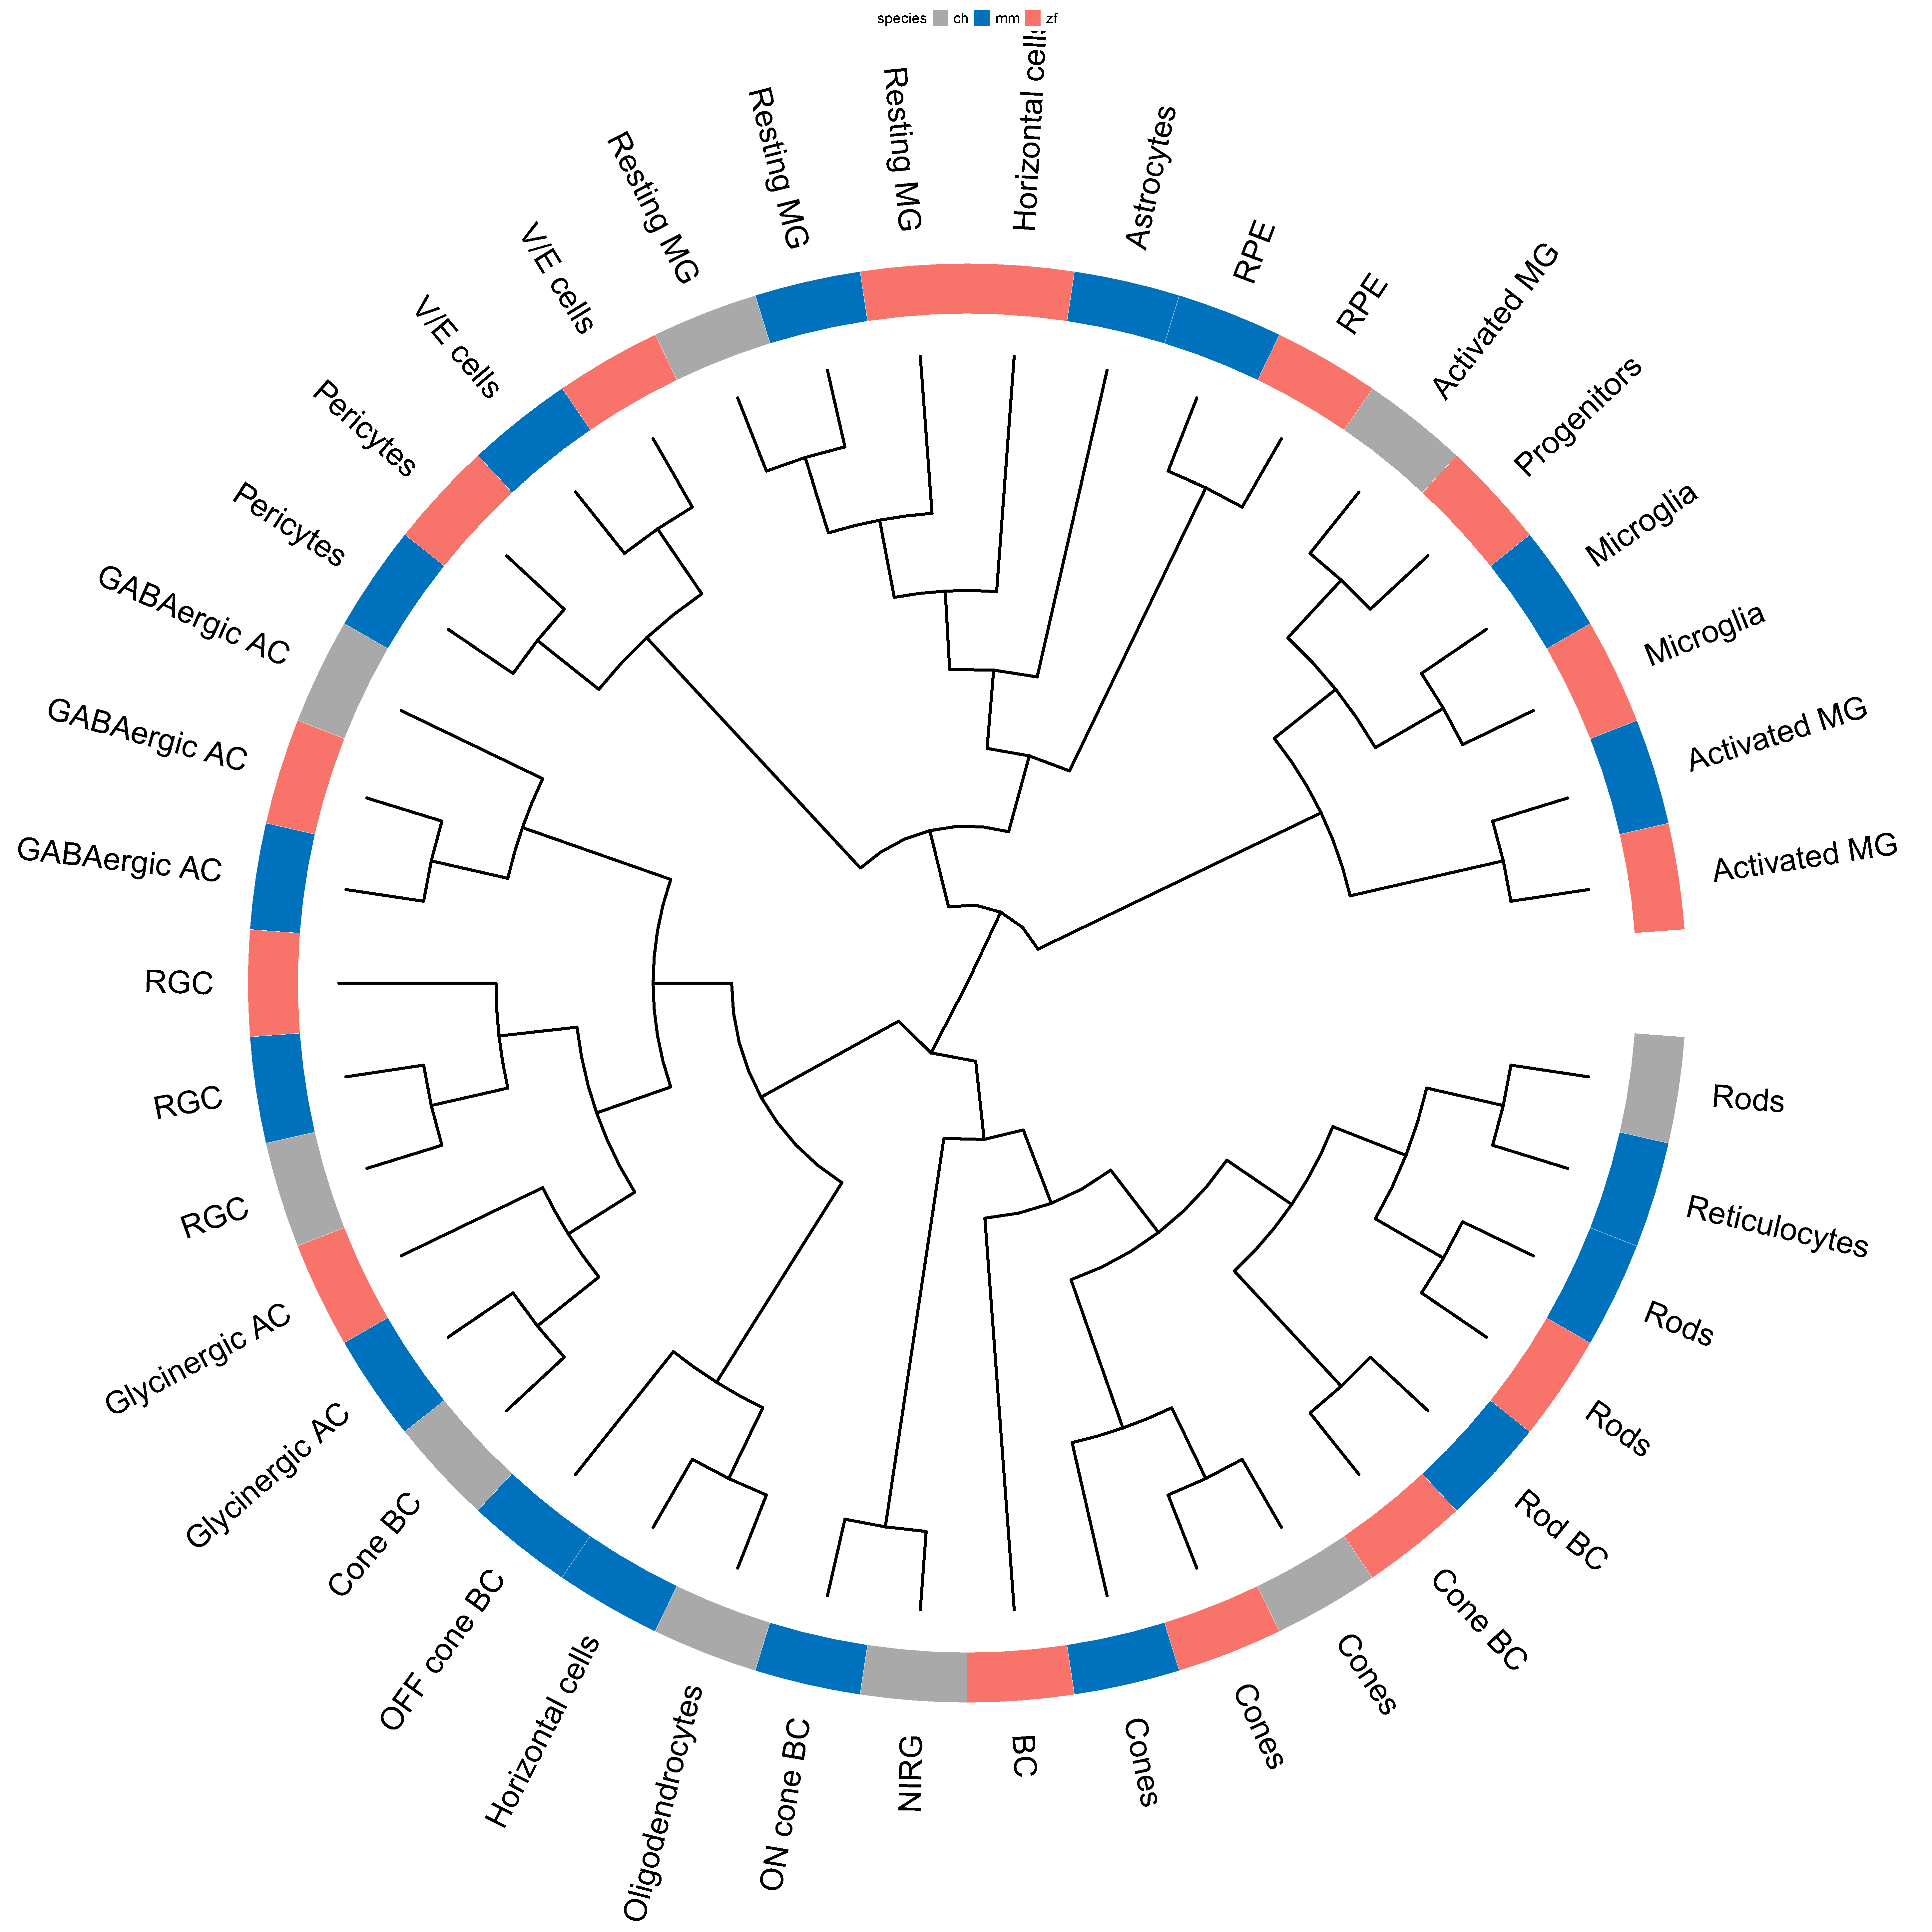 species ch mm zf
Horizontal cells
Astrocytes
RPE
RPE
Activated MG
Progenitors
Microglia
Microglia
Activated MG
Activated MG
Rods
Reticulocytes
Rods
Rods
Rod BC
Cone BC
Cones
Cones
Cones
BC
NIRG
ON cone BC
Oligodendrocytes
Horizontal cells
OFF cone BC
Cone BC
Glycinergic AC
Glycinergic AC
RGC
RGC
RGC
GABAergic AC
GABAergic AC
GABAergic AC
Pericytes
Pericytes
V/E cells
V/E cells
Resting MG
Resting MG
Resting MG